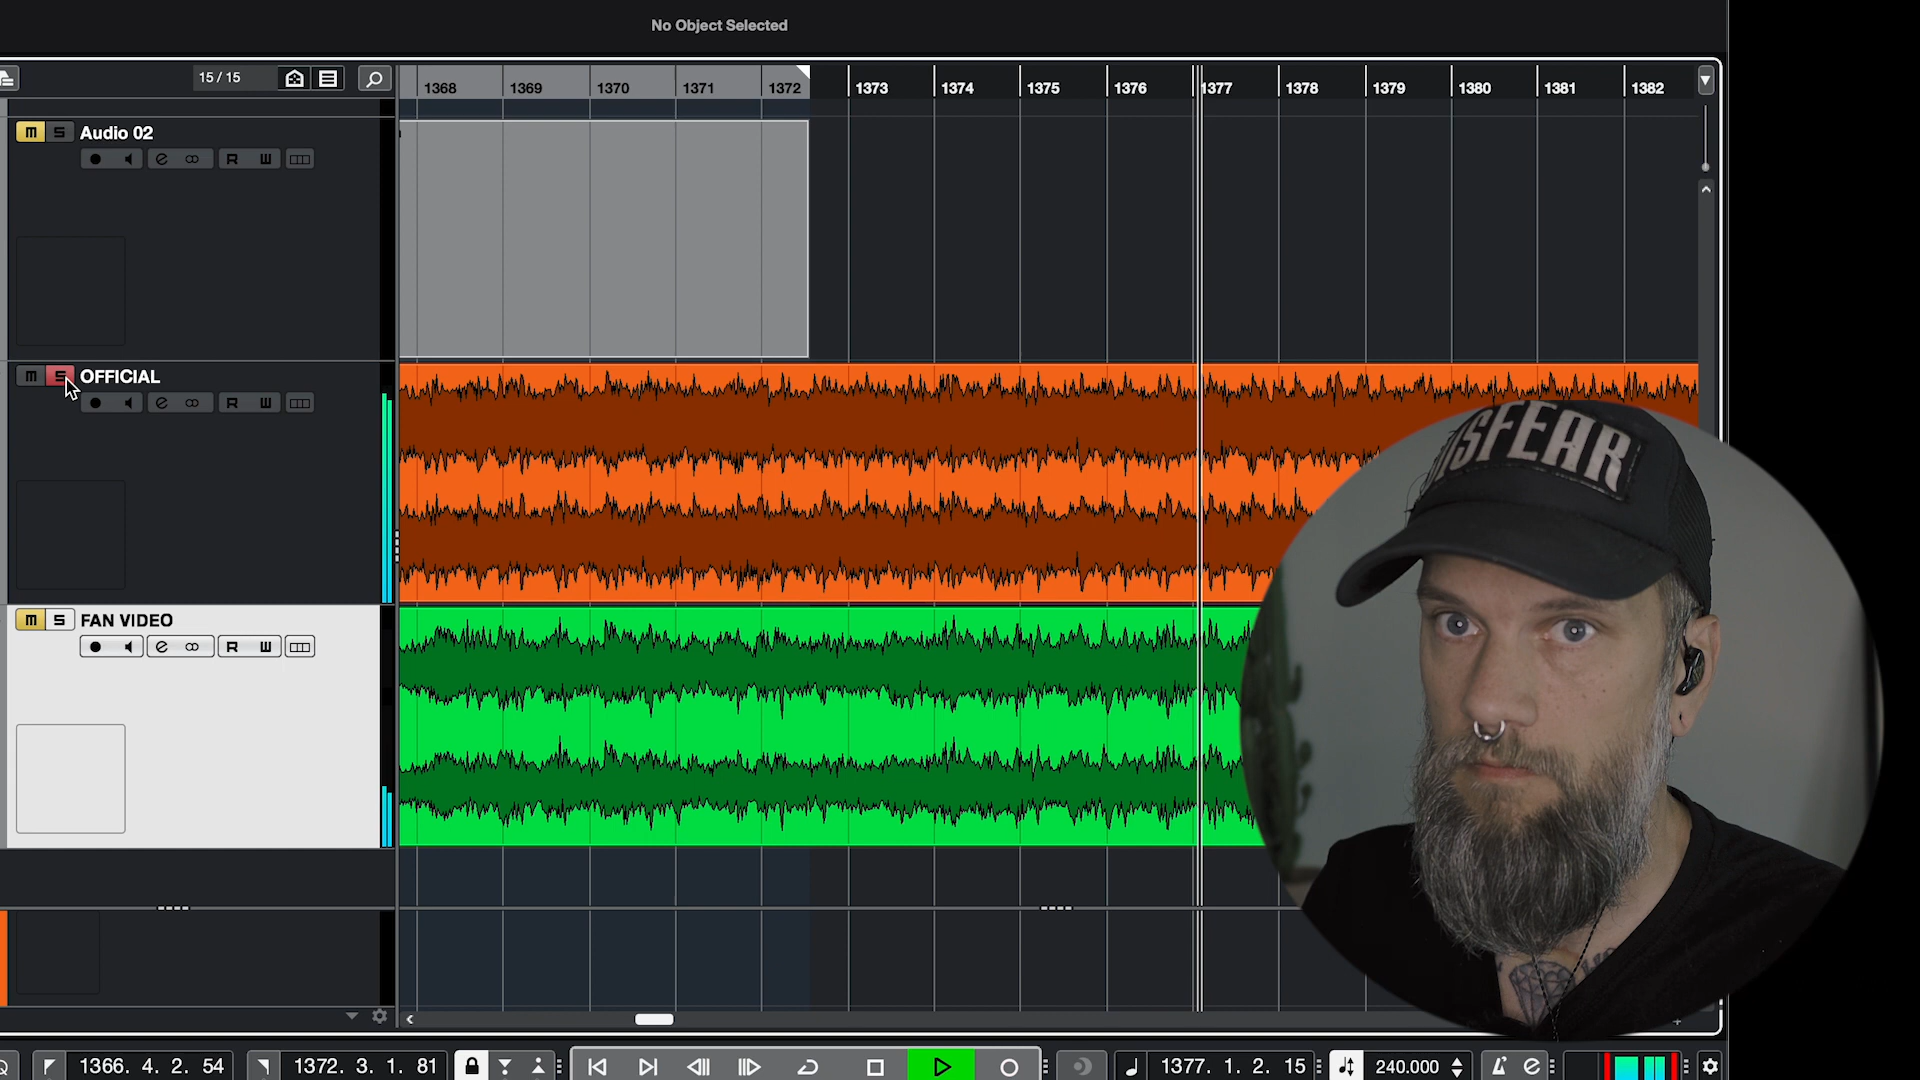 No Object Selected
15 / 15
1368 1369 1370 1371 1372 1373 1374 1375 1376 1377 1378 1379 1380 1381 1382
m S Audio 02
e R W
m S OFFICIAL
e R W
m S FAN VIDEO
e R W
SFEAR
1366. 4. 2. 54 1372. 3. 1. 81 1377. 1. 2. 15 240.000 e